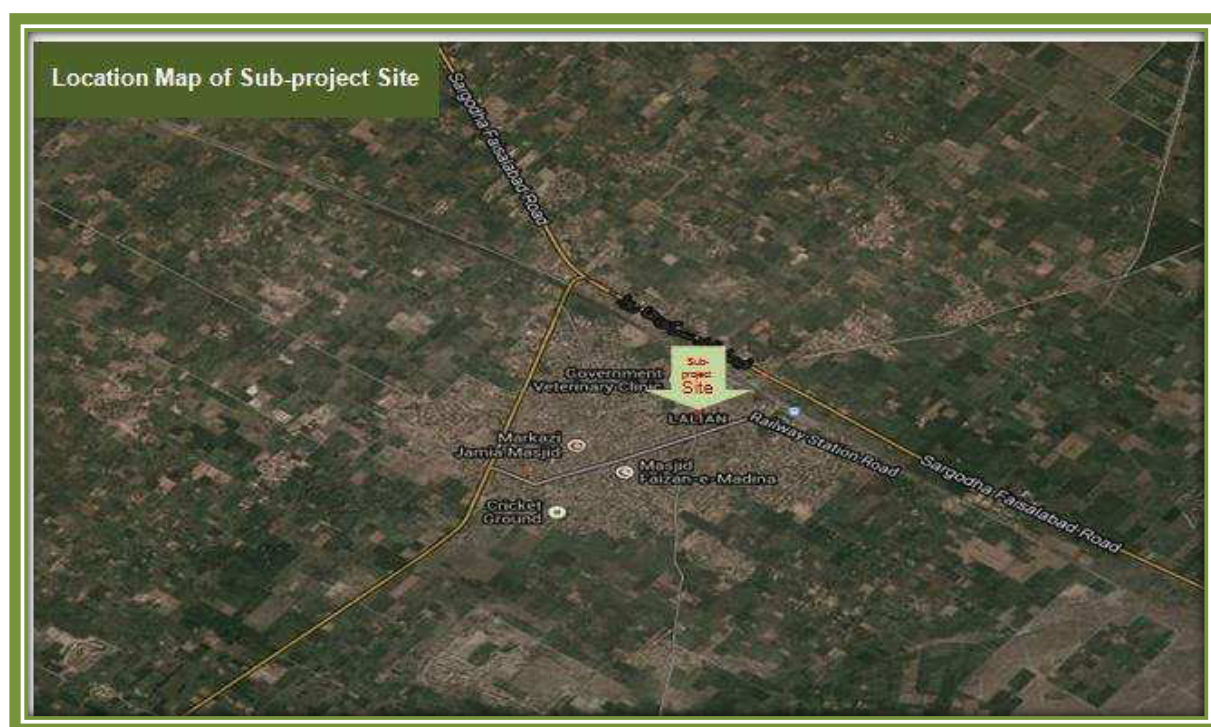 Location Map of Sub-project Site
Sargodha Faisalabad Road
Sub-
project
Site
Government
Veterinary Clinic
LALIAN
Railway Station Road
Markazi
Jamia Masjid
Masjid
Faizan-e-Madina
Sargodha Faisalabad Road
Cricket
Ground